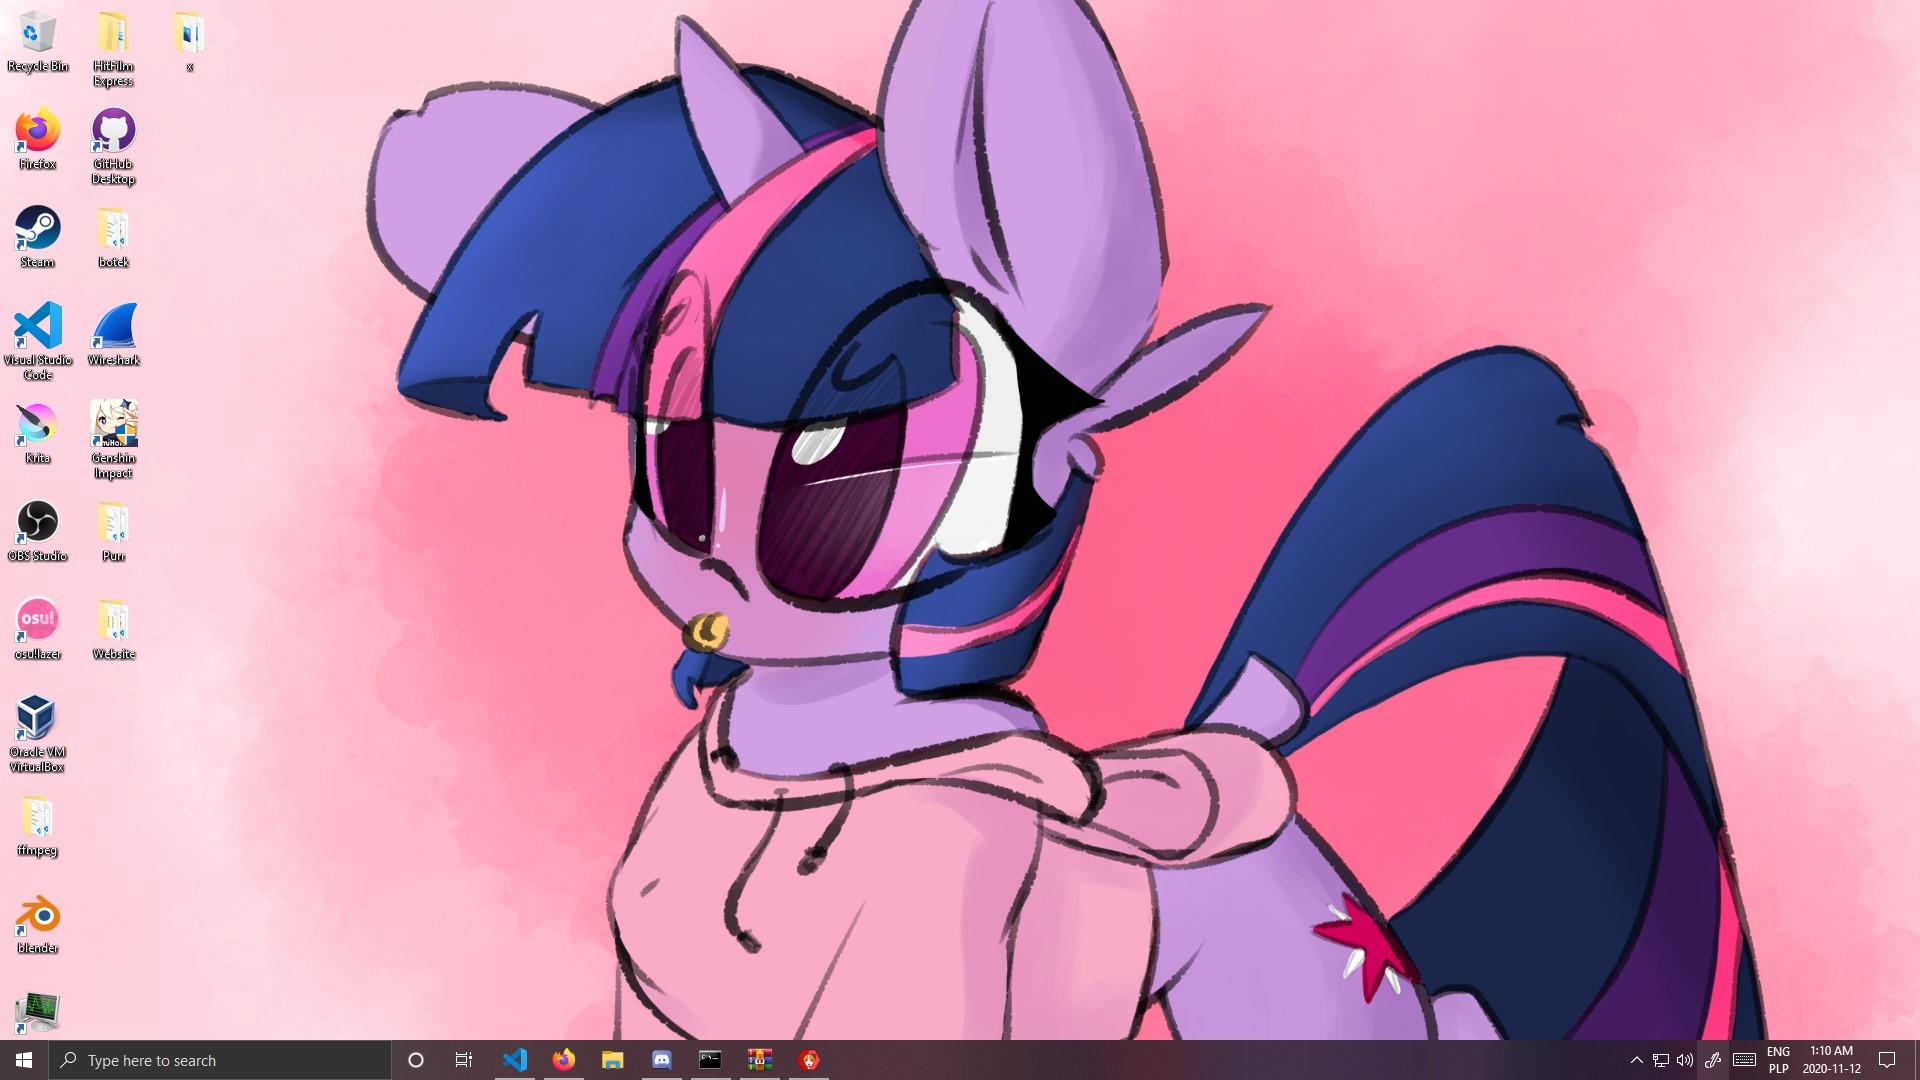 Recycle Bin
HitFilm
Express
x
Firefox
GitHub
Desktop
Steam
botek
Visual Studio
Code
Wireshark
Krita
Genshin
Impact
OBS Studio
Purr
osu!
osu!lazer
Website
Oracle VM
VirtualBox
ffmpeg
blender
Type here to search
ENG
PLP
1:10 AM
2020-11-12